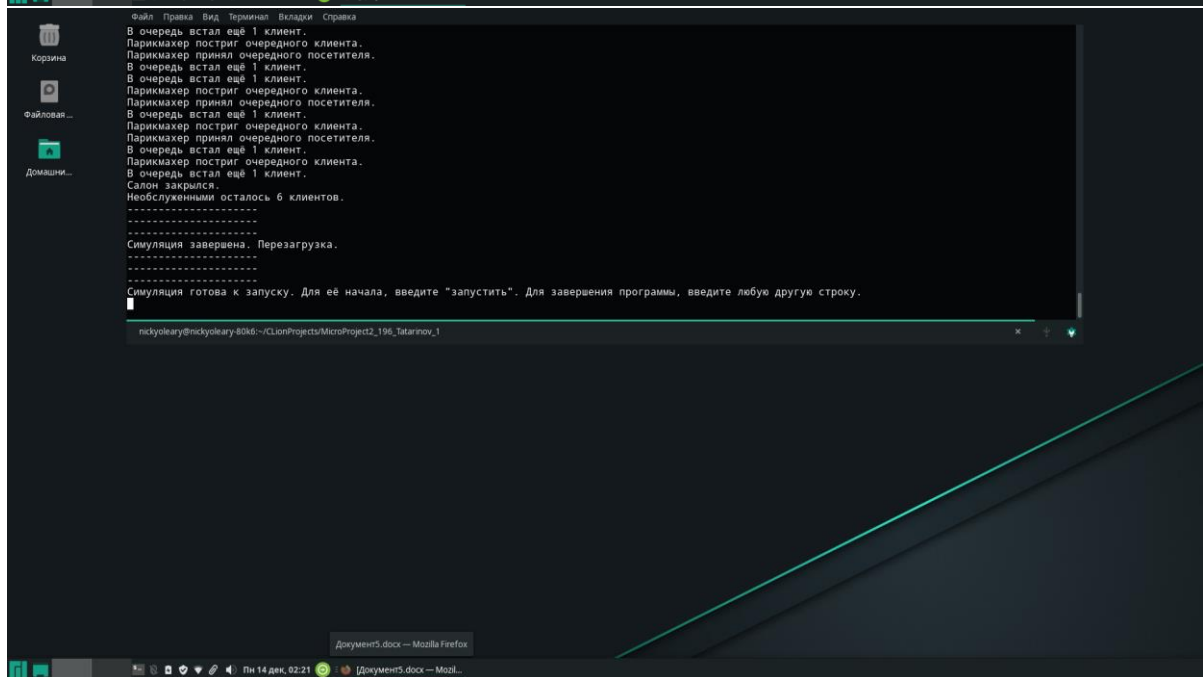 Файл Правка Вид Терминал Вкладки Справка
В очередь встал ещё 1 клиент.
Парикмахер постриг очередного клиента.
Парикмахер принял очередного посетителя.
В очередь встал ещё 1 клиент.
В очередь встал ещё 1 клиент.
Парикмахер постриг очередного клиента.
Парикмахер принял очередного посетителя.
В очередь встал ещё 1 клиент.
Парикмахер постриг очередного клиента.
Парикмахер принял очередного посетителя.
В очередь встал ещё 1 клиент.
Парикмахер постриг очередного клиента.
В очередь встал ещё 1 клиент.
Салон закрылся.
Необслуженными осталось 6 клиентов.
---------------------
---------------------
---------------------
Симуляция завершена. Перезагрузка.
---------------------
---------------------
---------------------
Симуляция готова к запуску. Для её начала, введите "запустить". Для завершения программы, введите любую другую строку.
nickyoleary@nickyoleary-80k6:~/CLionProjects/MicroProject2_196_Tatarinov_1
Корзина
Файловая ...
Домашни...
Документ5.docx — Mozilla Firefox
Пн 14 дек, 02:21
[Документ5.docx — Mozil...